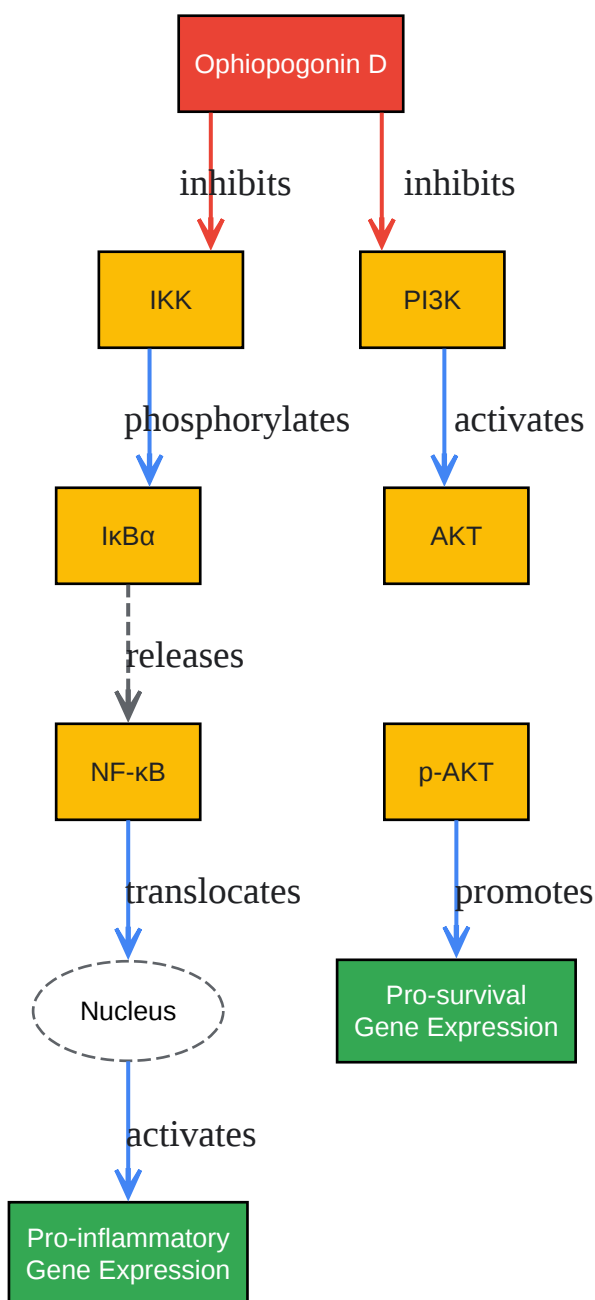 Ophiopogonin D
inhibits
inhibits
IKK
PI3K
phosphorylates
activates
IκBα
AKT
releases
NF-κB
p-AKT
translocates
promotes
Nucleus
Pro-survival
Gene Expression
activates
Pro-inflammatory
Gene Expression